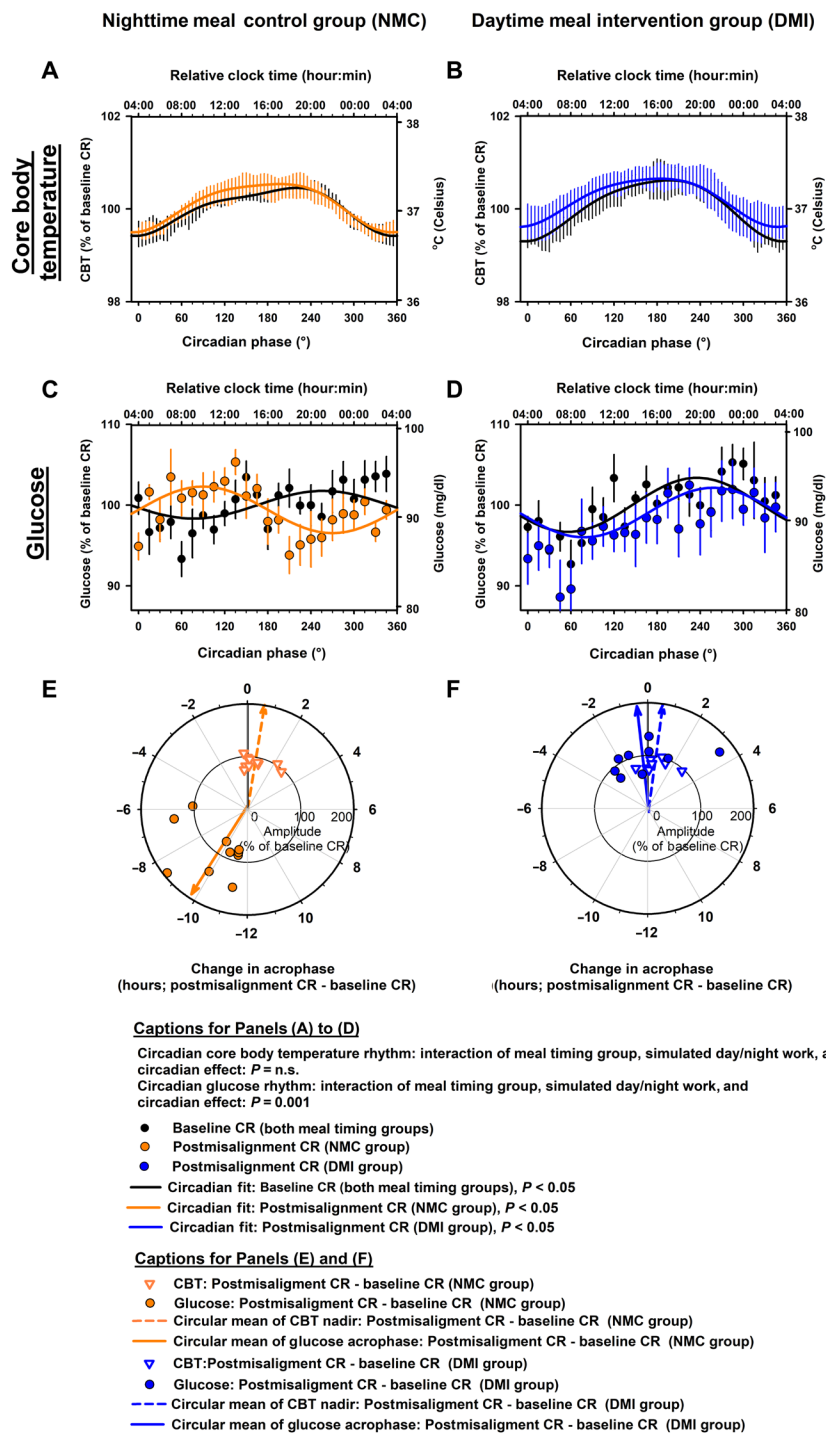 Nighttime meal control group (NMC)
Daytime meal intervention group (DMI)
A
Relative clock time (hour:min)
04:00 08:00 12:00 16:00 20:00 00:00 04:00
102
100
98
38
37
36
CBT (% of baseline CR)
°C (Celsius)
0 60 120 180 240 300 360
Circadian phase (°)
B
Relative clock time (hour:min)
04:00 08:00 12:00 16:00 20:00 00:00 04:00
102
100
98
38
37
36
CBT (% of baseline CR)
°C (Celsius)
0 60 120 180 240 300 360
Circadian phase (°)
Core body
temperature
C
Relative clock time (hour:min)
04:00 08:00 12:00 16:00 20:00 00:00 04:00
110
100
90
100
90
80
Glucose (% of baseline CR)
Glucose (mg/dl)
0 60 120 180 240 300 360
Circadian phase (°)
D
Relative clock time (hour:min)
04:00 08:00 12:00 16:00 20:00 00:00 04:00
110
100
90
100
90
80
Glucose (% of baseline CR)
Glucose (mg/dl)
0 60 120 180 240 300 360
Circadian phase (°)
Glucose
E
0
2
4
6
8
10
−12
−10
−8
−6
−4
−2
0 100 200
Amplitude
(% of baseline CR)
Change in acrophase
(hours; postmisalignment CR - baseline CR)
F
0
2
4
6
8
10
−12
−10
−8
−6
−4
−2
0 100 200
Amplitude
(% of baseline CR)
Change in acrophase
(hours; postmisalignment CR - baseline CR)
Captions for Panels (A) to (D)
Circadian core body temperature rhythm: interaction of meal timing group, simulated day/night work, a
circadian effect: P = n.s.
Circadian glucose rhythm: interaction of meal timing group, simulated day/night work, and
circadian effect: P = 0.001
Baseline CR (both meal timing groups)
Postmisalignment CR (NMC group)
Postmisalignment CR (DMI group)
Circadian fit: Baseline CR (both meal timing groups), P < 0.05
Circadian fit: Postmisalignment CR (NMC group), P < 0.05
Circadian fit: Postmisalignment CR (DMI group), P < 0.05
Captions for Panels (E) and (F)
CBT: Postmisaligment CR - baseline CR (NMC group)
Glucose: Postmisaligment CR - baseline CR (NMC group)
Circular mean of CBT nadir: Postmisaligment CR - baseline CR (NMC group)
Circular mean of glucose acrophase: Postmisaligment CR - baseline CR (NMC group)
CBT:Postmisaligment CR - baseline CR (DMI group)
Glucose: Postmisaligment CR - baseline CR (DMI group)
Circular mean of CBT nadir: Postmisaligment CR - baseline CR (DMI group)
Circular mean of glucose acrophase: Postmisaligment CR - baseline CR (DMI group)